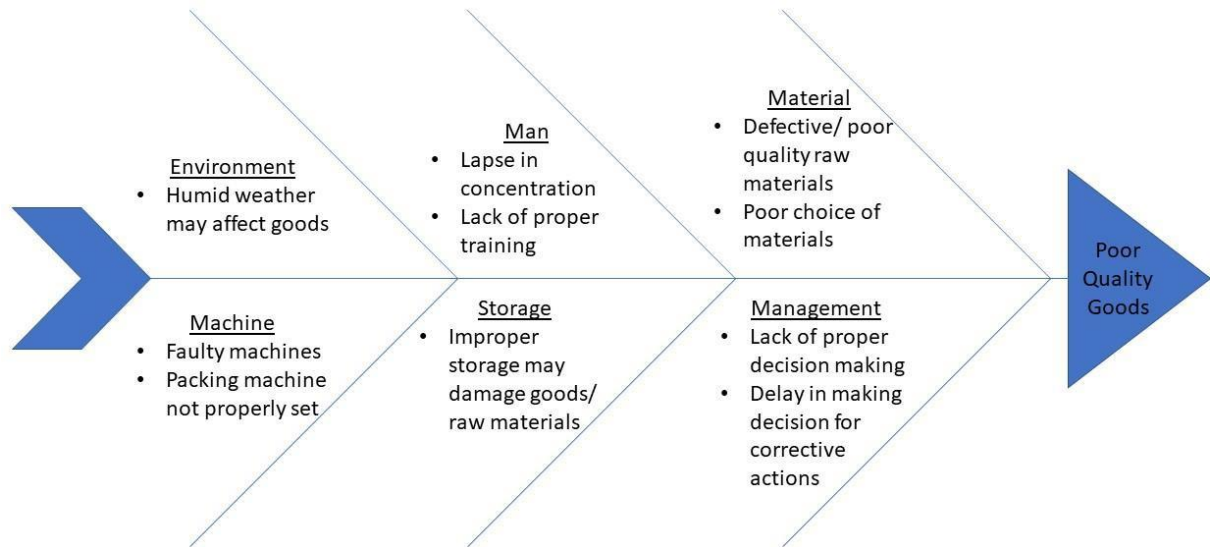 Environment
• Humid weather
may affect goods
Man
• Lapse in
concentration
• Lack of proper
training
Material
• Defective/ poor
quality raw
materials
• Poor choice of
materials
Machine
• Faulty machines
• Packing machine
not properly set
Storage
• Improper
storage may
damage goods/
raw materials
Management
• Lack of proper
decision making
• Delay in making
decision for
corrective
actions
Poor
Quality
Goods